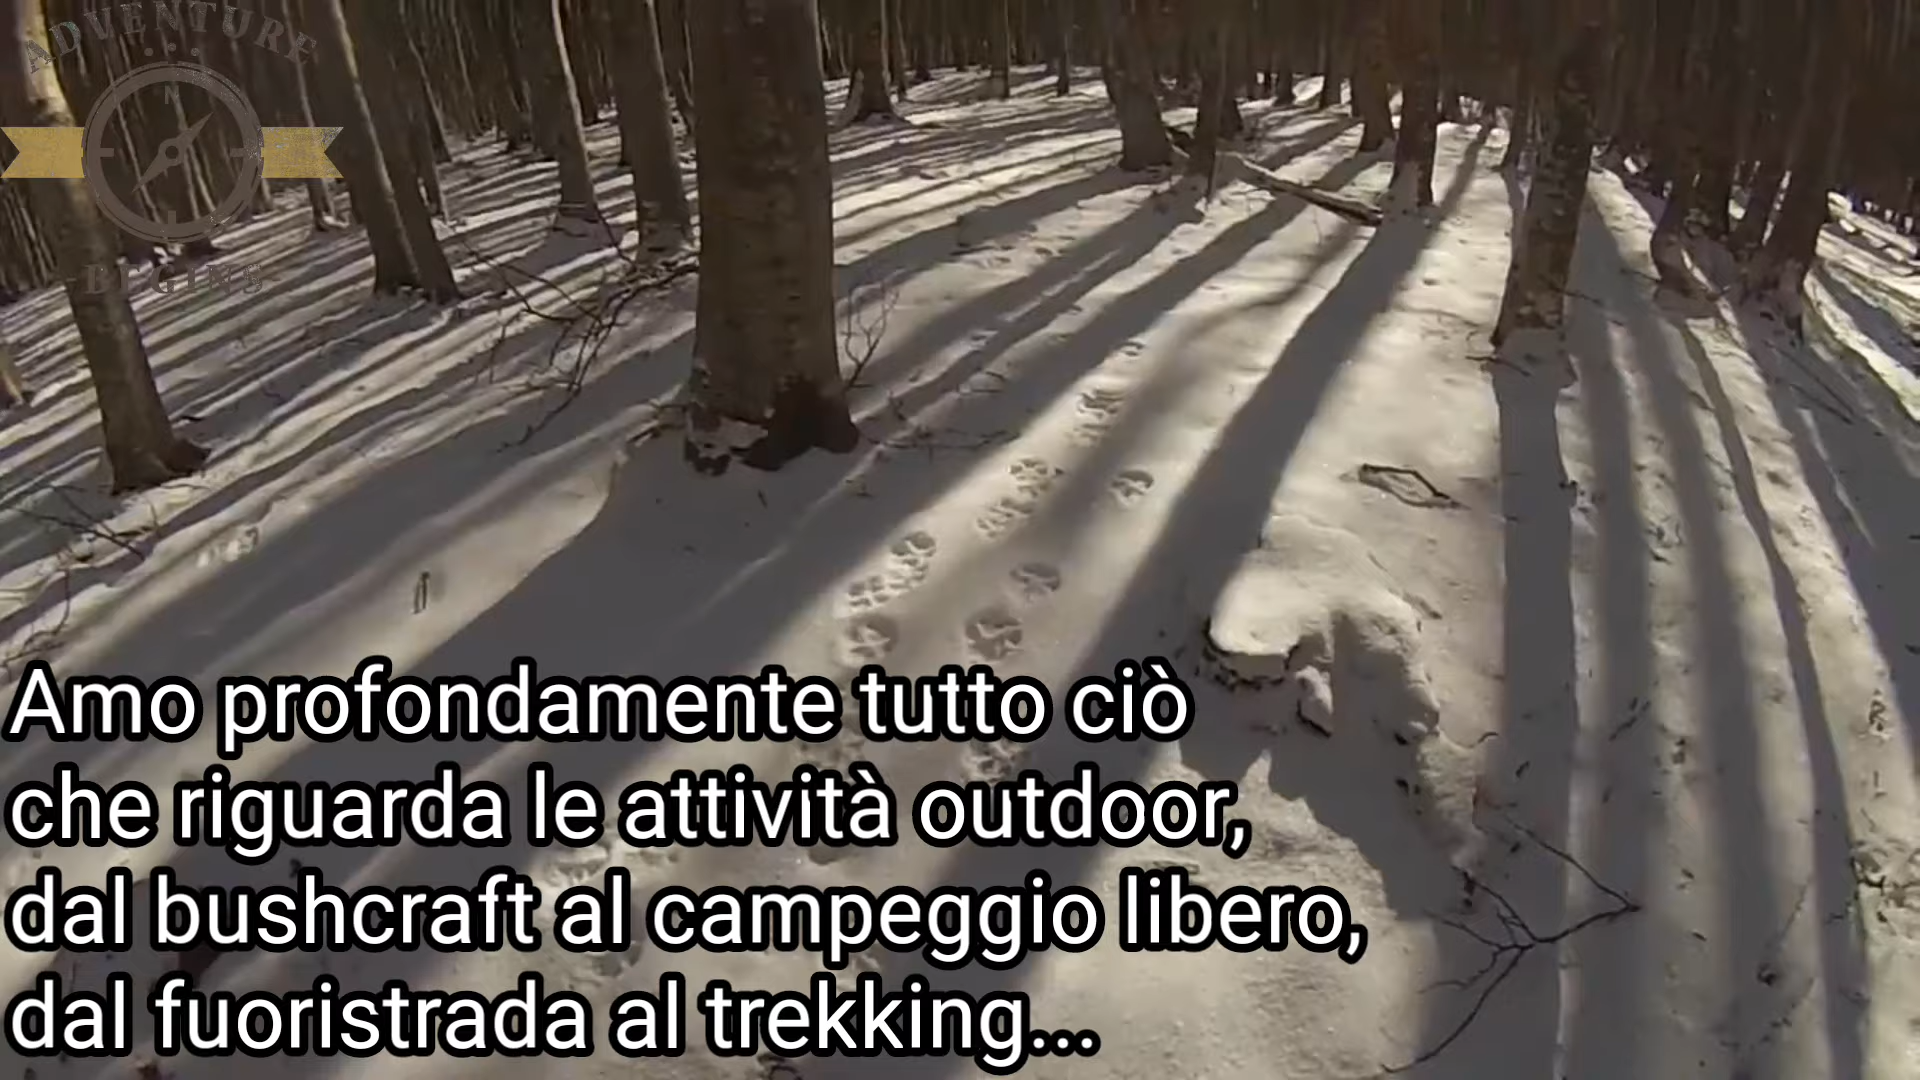 ADVENTURE
N
BEGINS
Amo profondamente tutto ciò
che riguarda le attività outdoor,
dal bushcraft al campeggio libero,
dal fuoristrada al trekking...